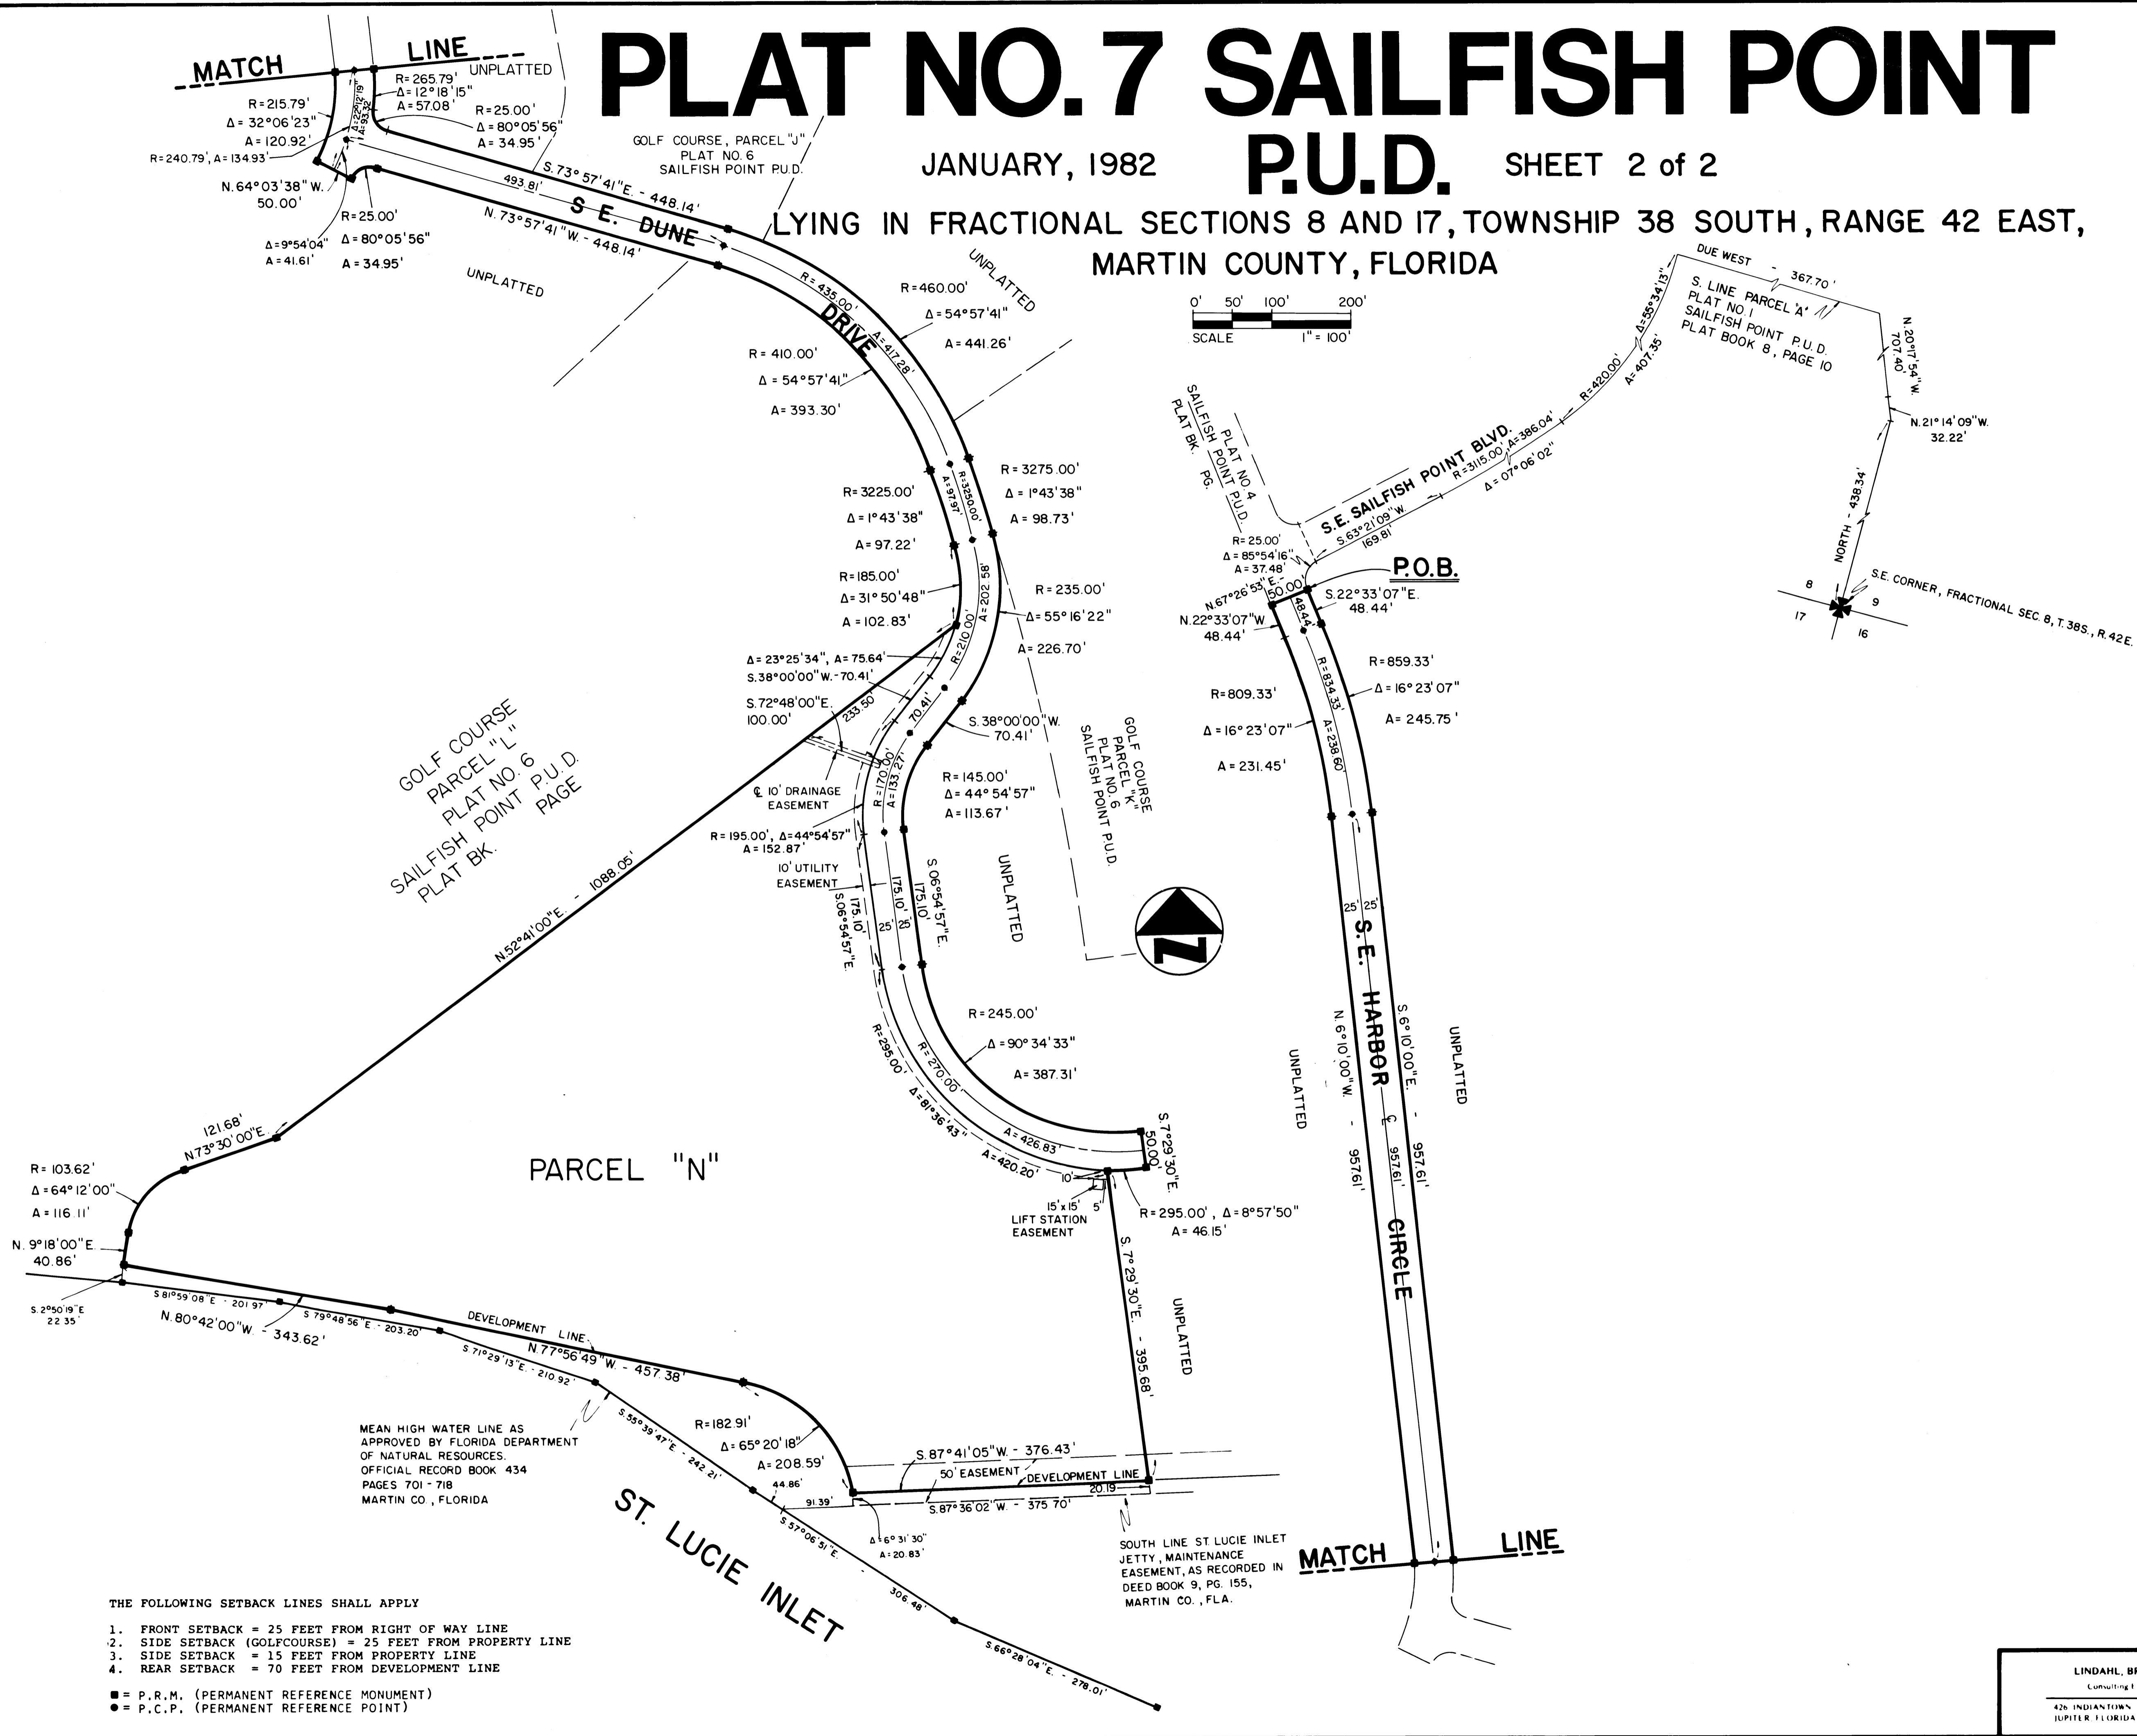 PLAT NO. 7 SAILFISH POINT
P.U.D.
JANUARY, 1982
SHEET 2 of 2
LYING IN FRACTIONAL SECTIONS 8 AND 17, TOWNSHIP 38 SOUTH, RANGE 42 EAST,
MARTIN COUNTY, FLORIDA
MATCH LINE
UNPLATTED
R=265.79'
Δ=12°18'15"
A=57.08'
R=215.79'
Δ=32°06'23"
A=120.92'
R=240.79', A=134.93'
Δ=22°12'19"
A=93.32
R=25.00'
Δ=80°05'56"
A=34.95'
N.64°03'38"W.
50.00'
R=25.00'
Δ=80°05'56"
A=34.95'
Δ=9°54'04"
A=41.61'
GOLF COURSE, PARCEL "J"
PLAT NO. 6
SAILFISH POINT P.U.D.
S.73°57'41"E. - 448.14'
493.81'
S E. DUNE
DRIVE
N.73°57'41"W. - 448.14'
UNPLATTED
UNPLATTED
R=435.00'
A=417.28'
R=460.00'
Δ=54°57'41"
A=441.26'
R=410.00'
Δ=54°57'41"
A=393.30'
0' 50' 100' 200'
SCALE 1"=100'
DUE WEST - 367.70'
S. LINE PARCEL 'A'
PLAT NO. 1
SAILFISH POINT P.U.D.
PLAT BOOK 8, PAGE 10
Δ=55°34'13"
R=420.00'
A=407.35'
N.20°17'54"W.
707.40'
N.21°14'09"W.
32.22'
NORTH - 438.34'
8
9
17
16
S.E. CORNER, FRACTIONAL SEC. 8, T.38S., R.42E.
S.E. SAILFISH POINT BLVD.
R=3115.00', A=386.04'
Δ=07°06'02"
S.63°21'09"W.
169.81'
PLAT NO 4
SAILFISH POINT P.U.D.
PLAT BK. PG.
R=25.00'
Δ=85°54'16"
A=37.48'
P.O.B.
N.67°26'53"E.-
50.00'
S.22°33'07"E.
48.44'
48.44
N.22°33'07"W
48.44'
R=859.33'
Δ=16°23'07"
A=245.75'
R=834.33'
A=238.60'
R=809.33'
Δ=16°23'07"
A=231.45'
R=3225.00'
Δ=1°43'38"
A=97.22'
R=3250.00'
A=97.97'
R=3275.00'
Δ=1°43'38"
A=98.73'
R=185.00'
Δ=31°50'48"
A=102.83'
R=210.00'
A=202.58'
R=235.00'
Δ=55°16'22"
A=226.70'
Δ=23°25'34", A=75.64'
S.38°00'00"W.-70.41'
S.72°48'00"E.
100.00'
233.50'
70.41'
S.38°00'00"W.
70.41'
GOLF COURSE
PARCEL "K"
PLAT NO. 6
SAILFISH POINT P.U.D.
GOLF COURSE
PARCEL "L"
PLAT NO. 6
SAILFISH POINT P.U.D.
PLAT BK. PAGE
℄ 10' DRAINAGE
EASEMENT
R=170.00'
A=133.27'
R=145.00'
Δ=44°54'57"
A=113.67'
R=195.00', Δ=44°54'57"
A=152.87'
10' UTILITY
EASEMENT
S.06°54'57"E.
175.10'
175.10'
S.06°54'57"E.
175.10'
25' 25'
UNPLATTED
N
N.52°41'00"E. - 1088.05'
R=245.00'
Δ=90°34'33"
A=387.31'
R=270.00'
A=426.83'
R=295.00'
Δ=81°36'43"
A=420.20'
S.7°29'30"E.
50.00'
10'
5'
15'x15'
LIFT STATION
EASEMENT
R=295.00', Δ=8°57'50"
A=46.15'
S.7°29'30"E. - 395.68'
UNPLATTED
25' 25'
S.E. HARBOR CIRCLE
℄ 957.61'
N.6°10'00"W. - 957.61'
S.6°10'00"E. - 957.61'
UNPLATTED
UNPLATTED
MATCH LINE
PARCEL "N"
121.68'
N.73°30'00"E.
R=103.62'
Δ=64°12'00"
A=116.11'
N.9°18'00"E.
40.86'
S.2°50'19"E
22.35'
S 81°59'08"E - 201.97'
N.80°42'00"W. - 343.62'
S 79°48'56"E. - 203.20'
DEVELOPMENT LINE
N.77°56'49"W. - 457.38'
S 71°29'13"E. - 210.92'
S.55°39'47"E. - 242.21'
MEAN HIGH WATER LINE AS
APPROVED BY FLORIDA DEPARTMENT
OF NATURAL RESOURCES.
OFFICIAL RECORD BOOK 434
PAGES 701 - 718
MARTIN CO., FLORIDA
R=182.91'
Δ=65°20'18"
A=208.59'
44.86'
91.39'
S.87°41'05"W. - 376.43'
50' EASEMENT
DEVELOPMENT LINE
20.19
S.87°36'02"W. - 375.70'
Δ=6°31'30"
A=20.83'
S.57°06'51"E. - 306.48'
S.66°28'04"E. - 278.01'
ST. LUCIE INLET
SOUTH LINE ST. LUCIE INLET
JETTY, MAINTENANCE
EASEMENT, AS RECORDED IN
DEED BOOK 9, PG. 155,
MARTIN CO., FLA.
THE FOLLOWING SETBACK LINES SHALL APPLY
1. FRONT SETBACK = 25 FEET FROM RIGHT OF WAY LINE
2. SIDE SETBACK (GOLFCOURSE) = 25 FEET FROM PROPERTY LINE
3. SIDE SETBACK = 15 FEET FROM PROPERTY LINE
4. REAR SETBACK = 70 FEET FROM DEVELOPMENT LINE
■ = P.R.M. (PERMANENT REFERENCE MONUMENT)
● = P.C.P. (PERMANENT REFERENCE POINT)
LINDAHL,
Consulting
426 INDIANTOWN
JUPITER FLORIDA